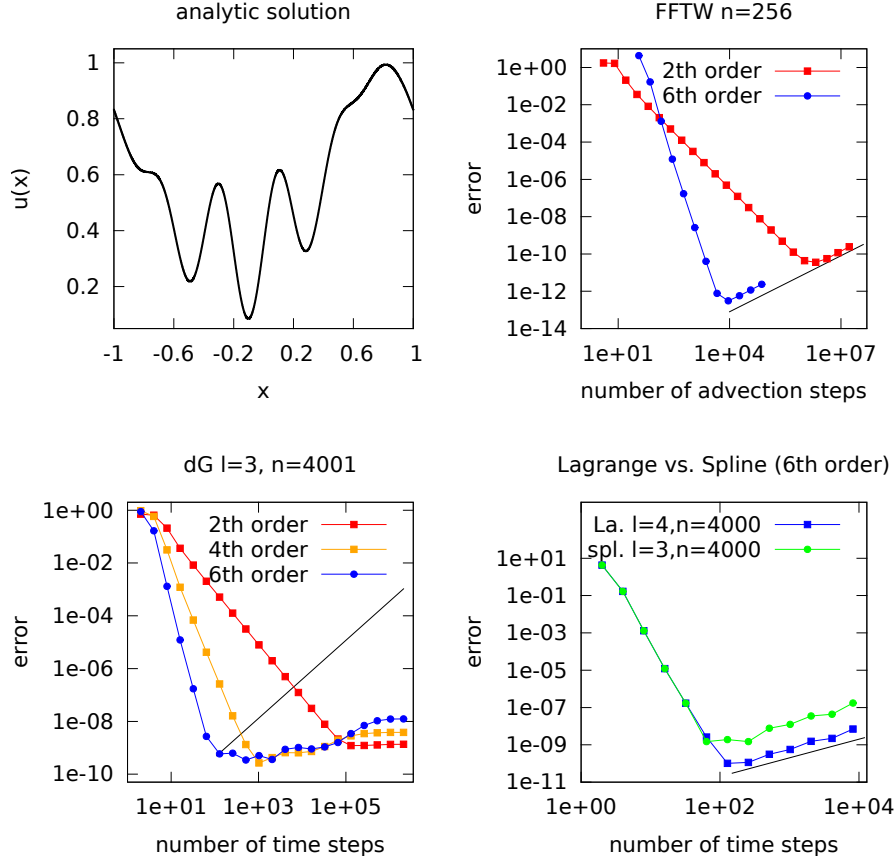 analytic solution
u(x)
1
0.8
0.6
0.4
0.2
-1
-0.6
-0.2
0.2
0.6
1
x
FFTW n=256
error
1e+00
1e-02
1e-04
1e-06
1e-08
1e-10
1e-12
1e-14
2th order
6th order
1e+01
1e+04
1e+07
number of advection steps
dG l=3, n=4001
error
1e+00
1e-02
1e-04
1e-06
1e-08
1e-10
2th order
4th order
6th order
1e+01
1e+03
1e+05
number of time steps
Lagrange vs. Spline (6th order)
error
1e+01
1e-01
1e-03
1e-05
1e-07
1e-09
1e-11
La. l=4,n=4000
spl. l=3,n=4000
1e+00
1e+02
1e+04
number of time steps